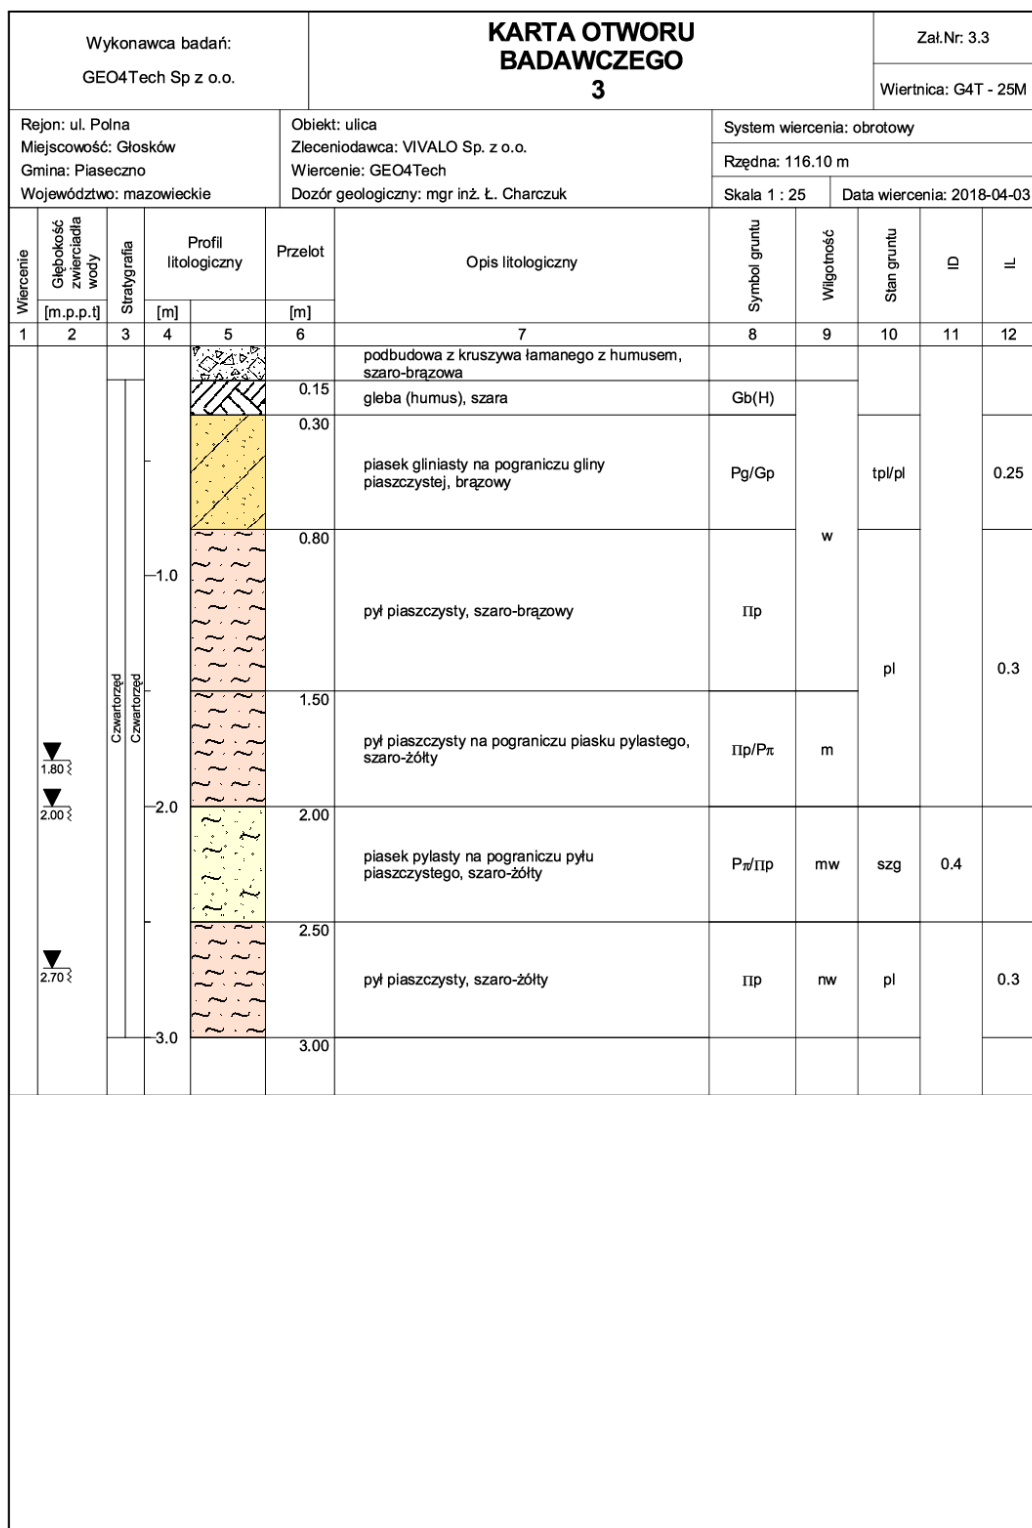 Wykonawca badań:
GEO4Tech Sp z o.o.
KARTA OTWORU
BADAWCZEGO
3
Zał.Nr: 3.3
Wiertnica: G4T - 25M
Rejon: ul. Polna
Miejscowość: Głosków
Gmina: Piaseczno
Województwo: mazowieckie
Obiekt: ulica
Zleceniodawca: VIVALO Sp. z o.o.
Wiercenie: GEO4Tech
Dozór geologiczny: mgr inż. Ł. Charczuk
System wiercenia: obrotowy
Rzędna: 116.10 m
Skala 1 : 25
Data wiercenia: 2018-04-03
Wiercenie
Głębokość
zwierciadła
wody
[m.p.p.t]
Stratygrafia
Profil
litologiczny
[m]
Przelot
[m]
Opis litologiczny
Symbol gruntu
Wilgotność
Stan gruntu
ID
IL
1 2 3 4 5 6 7 8 9 10 11 12
podbudowa z kruszywa łamanego z humusem,
szaro-brązowa
0.15
gleba (humus), szara
Gb(H)
0.30
piasek gliniasty na pograniczu gliny
piaszczystej, brązowy
Pg/Gp
tpl/pl
0.25
0.80
w
-1.0
pył piaszczysty, szaro-brązowy
Πp
pl
0.3
Czwartorzęd
Czwartorzęd
1.50
pył piaszczysty na pograniczu piasku pylastego,
szaro-żółty
Πp/Pπ
m
1.80
2.00
-2.0
2.00
piasek pylasty na pograniczu pyłu
piaszczystego, szaro-żółty
Pπ/Πp
mw
szg
0.4
2.50
2.70
pył piaszczysty, szaro-żółty
Πp
nw
pl
0.3
-3.0
3.00